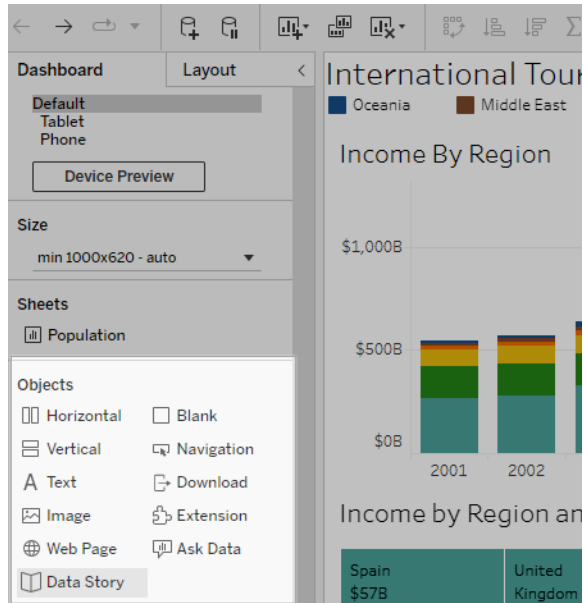 Dashboard
Layout
Default
Tablet
Phone
Device Preview
Size
min 1000x620 - auto
Sheets
Population
Objects
Horizontal
Blank
Vertical
Navigation
Text
Download
Image
Extension
Web Page
Ask Data
Data Story
International Tour
Oceania
Middle East
Income By Region
$1,000B
$500B
$0B
2001
2002
Income by Region an
Spain
$57B
United
Kingdom